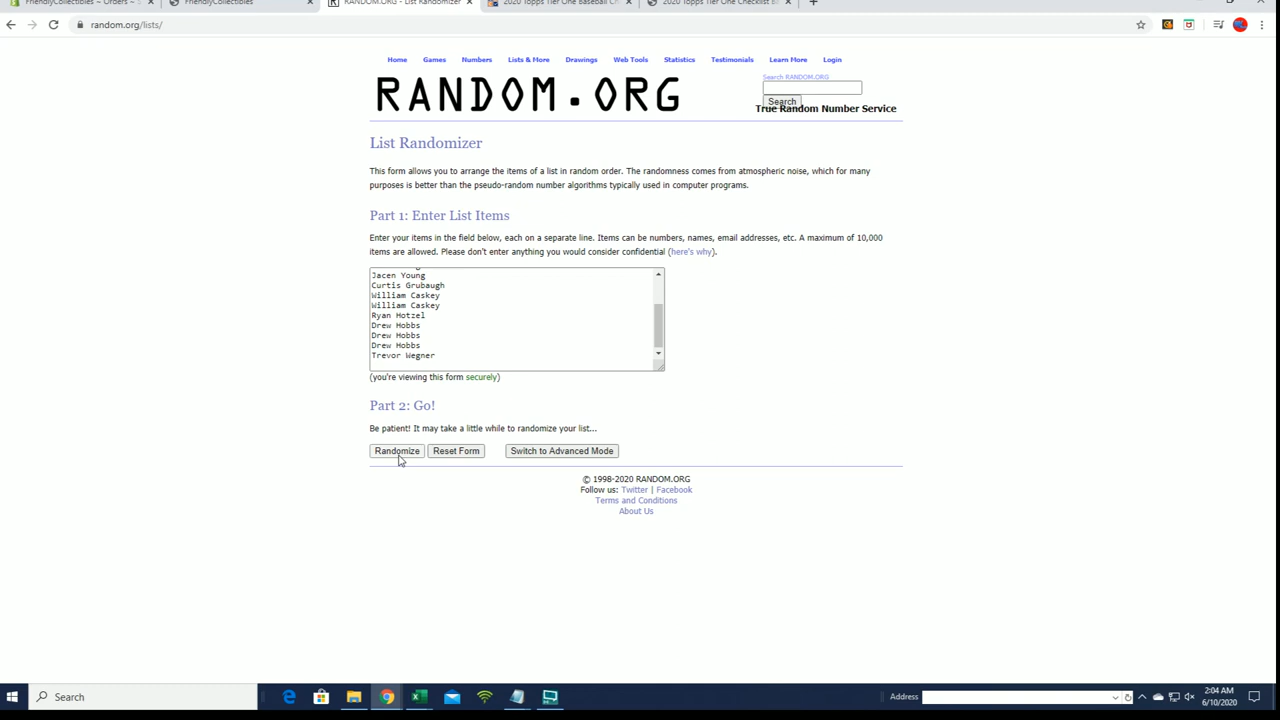 FriendlyCollectibles ~ Orders ~ S
FriendlyCollectibles
RANDOM.ORG - List Randomizer
2020 Topps Tier One Baseball Ch
2020 Topps Tier One Checklist B
random.org/lists/
Home Games Numbers Lists & More Drawings Web Tools Statistics Testimonials Learn More Login
RANDOM.ORG
Search RANDOM.ORG
Search
True Random Number Service
List Randomizer
This form allows you to arrange the items of a list in random order. The randomness comes from atmospheric noise, which for many
purposes is better than the pseudo-random number algorithms typically used in computer programs.
Part 1: Enter List Items
Enter your items in the field below, each on a separate line. Items can be numbers, names, email addresses, etc. A maximum of 10,000
items are allowed. Please don't enter anything you would consider confidential (here's why).
Jacen Young
Curtis Grubaugh
William Caskey
William Caskey
Ryan Hotzel
Drew Hobbs
Drew Hobbs
Drew Hobbs
Trevor Wegner
(you're viewing this form securely)
Part 2: Go!
Be patient! It may take a little while to randomize your list...
Randomize Reset Form Switch to Advanced Mode
© 1998-2020 RANDOM.ORG
Follow us: Twitter | Facebook
Terms and Conditions
About Us
Search
Address
2:04 AM
6/10/2020